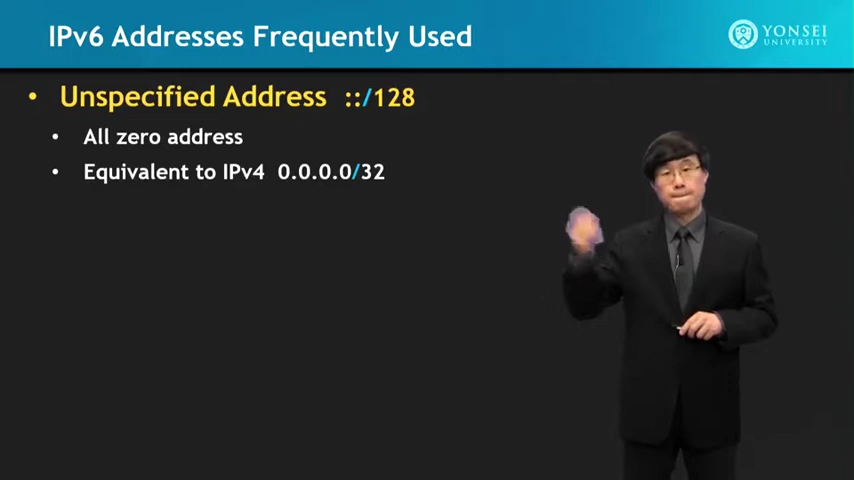 IPv6 Addresses Frequently Used
YONSEI
UNIVERSITY
• Unspecified Address ::/128
• All zero address
• Equivalent to IPv4 0.0.0.0/32